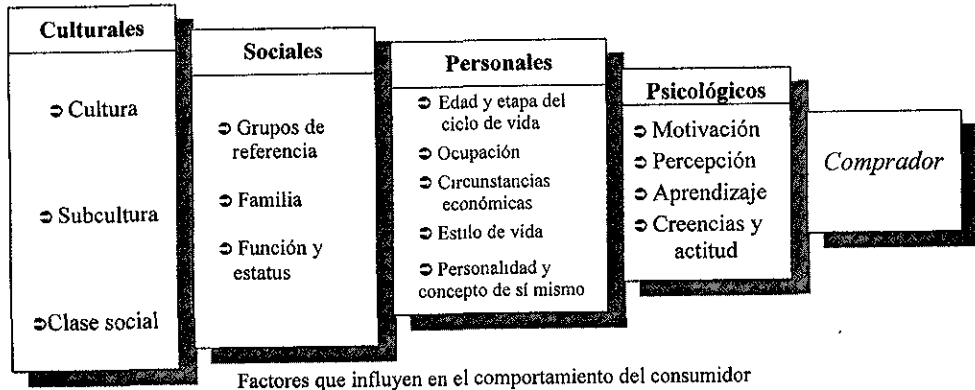 Culturales
➲ Cultura
➲ Subcultura
➲Clase social
Sociales
➲ Grupos de
referencia
➲ Familia
➲ Función y
estatus
Personales
➲ Edad y etapa del
ciclo de vida
➲ Ocupación
➲ Circunstancias
económicas
➲ Estilo de vida
➲ Personalidad y
concepto de sí mismo
Psicológicos
➲ Motivación
➲ Percepción
➲ Aprendizaje
➲ Creencias y
actitud
Comprador
Factores que influyen en el comportamiento del consumidor